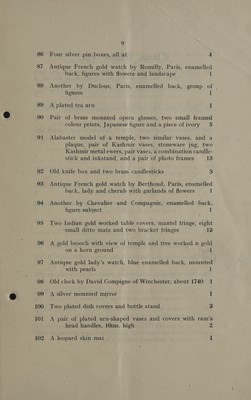 9
86 Four silver pin boxes, all at 4
87 Antique French gold watch by Romilly, Paris, enamelled
back, figures with flowers and landscape 1
88 Another by Duclous, Paris, enamelled back, group of
figures 1
89 A plated tea urn 1
90 Pair of brass mounted opera glasses, two small framed
colour prints, Japanese figure and a piece of ivory 5
91 Alabaster model of a temple, two similar vases, and a
plaque, pair of Kashmir vases, stoneware jug, two
Kashmir metal ewers, pair vases, a combination candle-
stick and inkstand, and a pair of photo frames 13
92 Old knife box and two brass candlesticks 3
93 Antique French gold watch by Berthoud, Paris, enamelled
back, lady and cherub with garlands of flowers 1
94 Another by Chevalier and Compagnie, enamelled back,
figure subject 1
95 Two Indian gold worked table covers, mantel fringe, eight
small ditto mats and two bracket fringes 13
96 A gold brooch with view of temple and tree worked in gold
on a horn ground 1
97 Antique gold lady's watch, blue enamelled back, mounted
with pearls 1
98 Old clock by David Compigne of Winchester, about 1740 1
99 A silver mounted mirror 1
100 Two plated dish covers and bottle stand 3
101 A pair of plated urn-shaped vases and covers with ram's
head handles, 10ins. high 2
102 A leopard skin mat 1